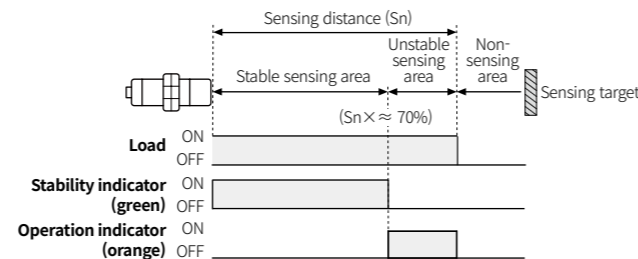 Sensing distance (Sn)
Stable sensing area
Unstable
sensing
area
Non-
sensing
area
Sensing target
(Sn× ≈ 70%)
Load
ON
OFF
Stability indicator
(green)
ON
OFF
Operation indicator
(orange)
ON
OFF